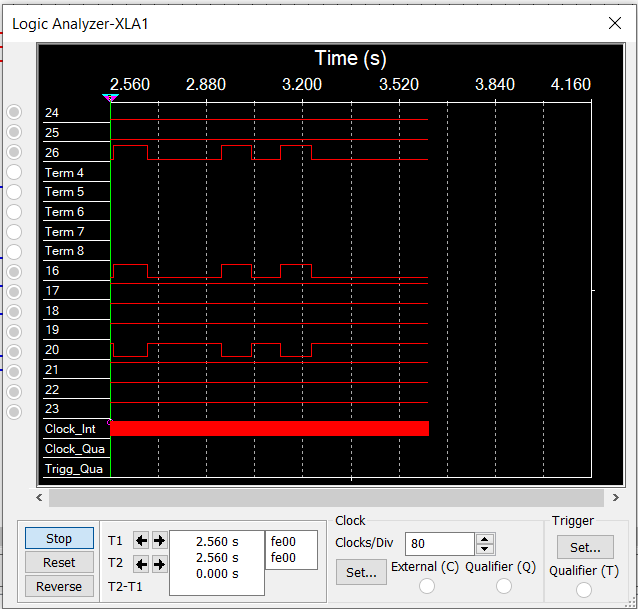 Logic Analyzer-XLA1
Time (s)
2.560 2.880 3.200 3.520 3.840 4.160
24
25
26
Term 4
Term 5
Term 6
Term 7
Term 8
16
17
18
19
20
21
22
23
Clock_Int
Clock_Qua
Trigg_Qua
Stop
Reset
Reverse
T1
T2
T2-T1
2.560 s
2.560 s
0.000 s
fe00
fe00
Clock
Clocks/Div
80
Set...
External (C)
Qualifier (Q)
Trigger
Set...
Qualifier (T)